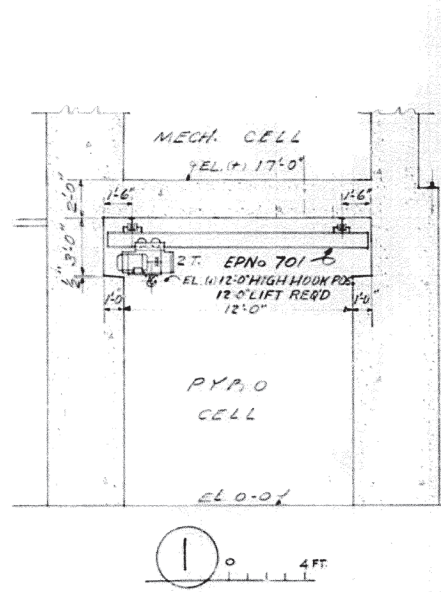 MECH. CELL
EL.(+) 17'-0"
2'-0"
1'-6"
1'-6"
3'-0"
2 T.
EPNo 701
EL.(+) 12'-0" HIGH HOOK POS.
12'-0" LIFT REQ'D
1'-0"
12'-0"
1'-0"
PYRO
CELL
EL 0-0
1
0
4 FT.